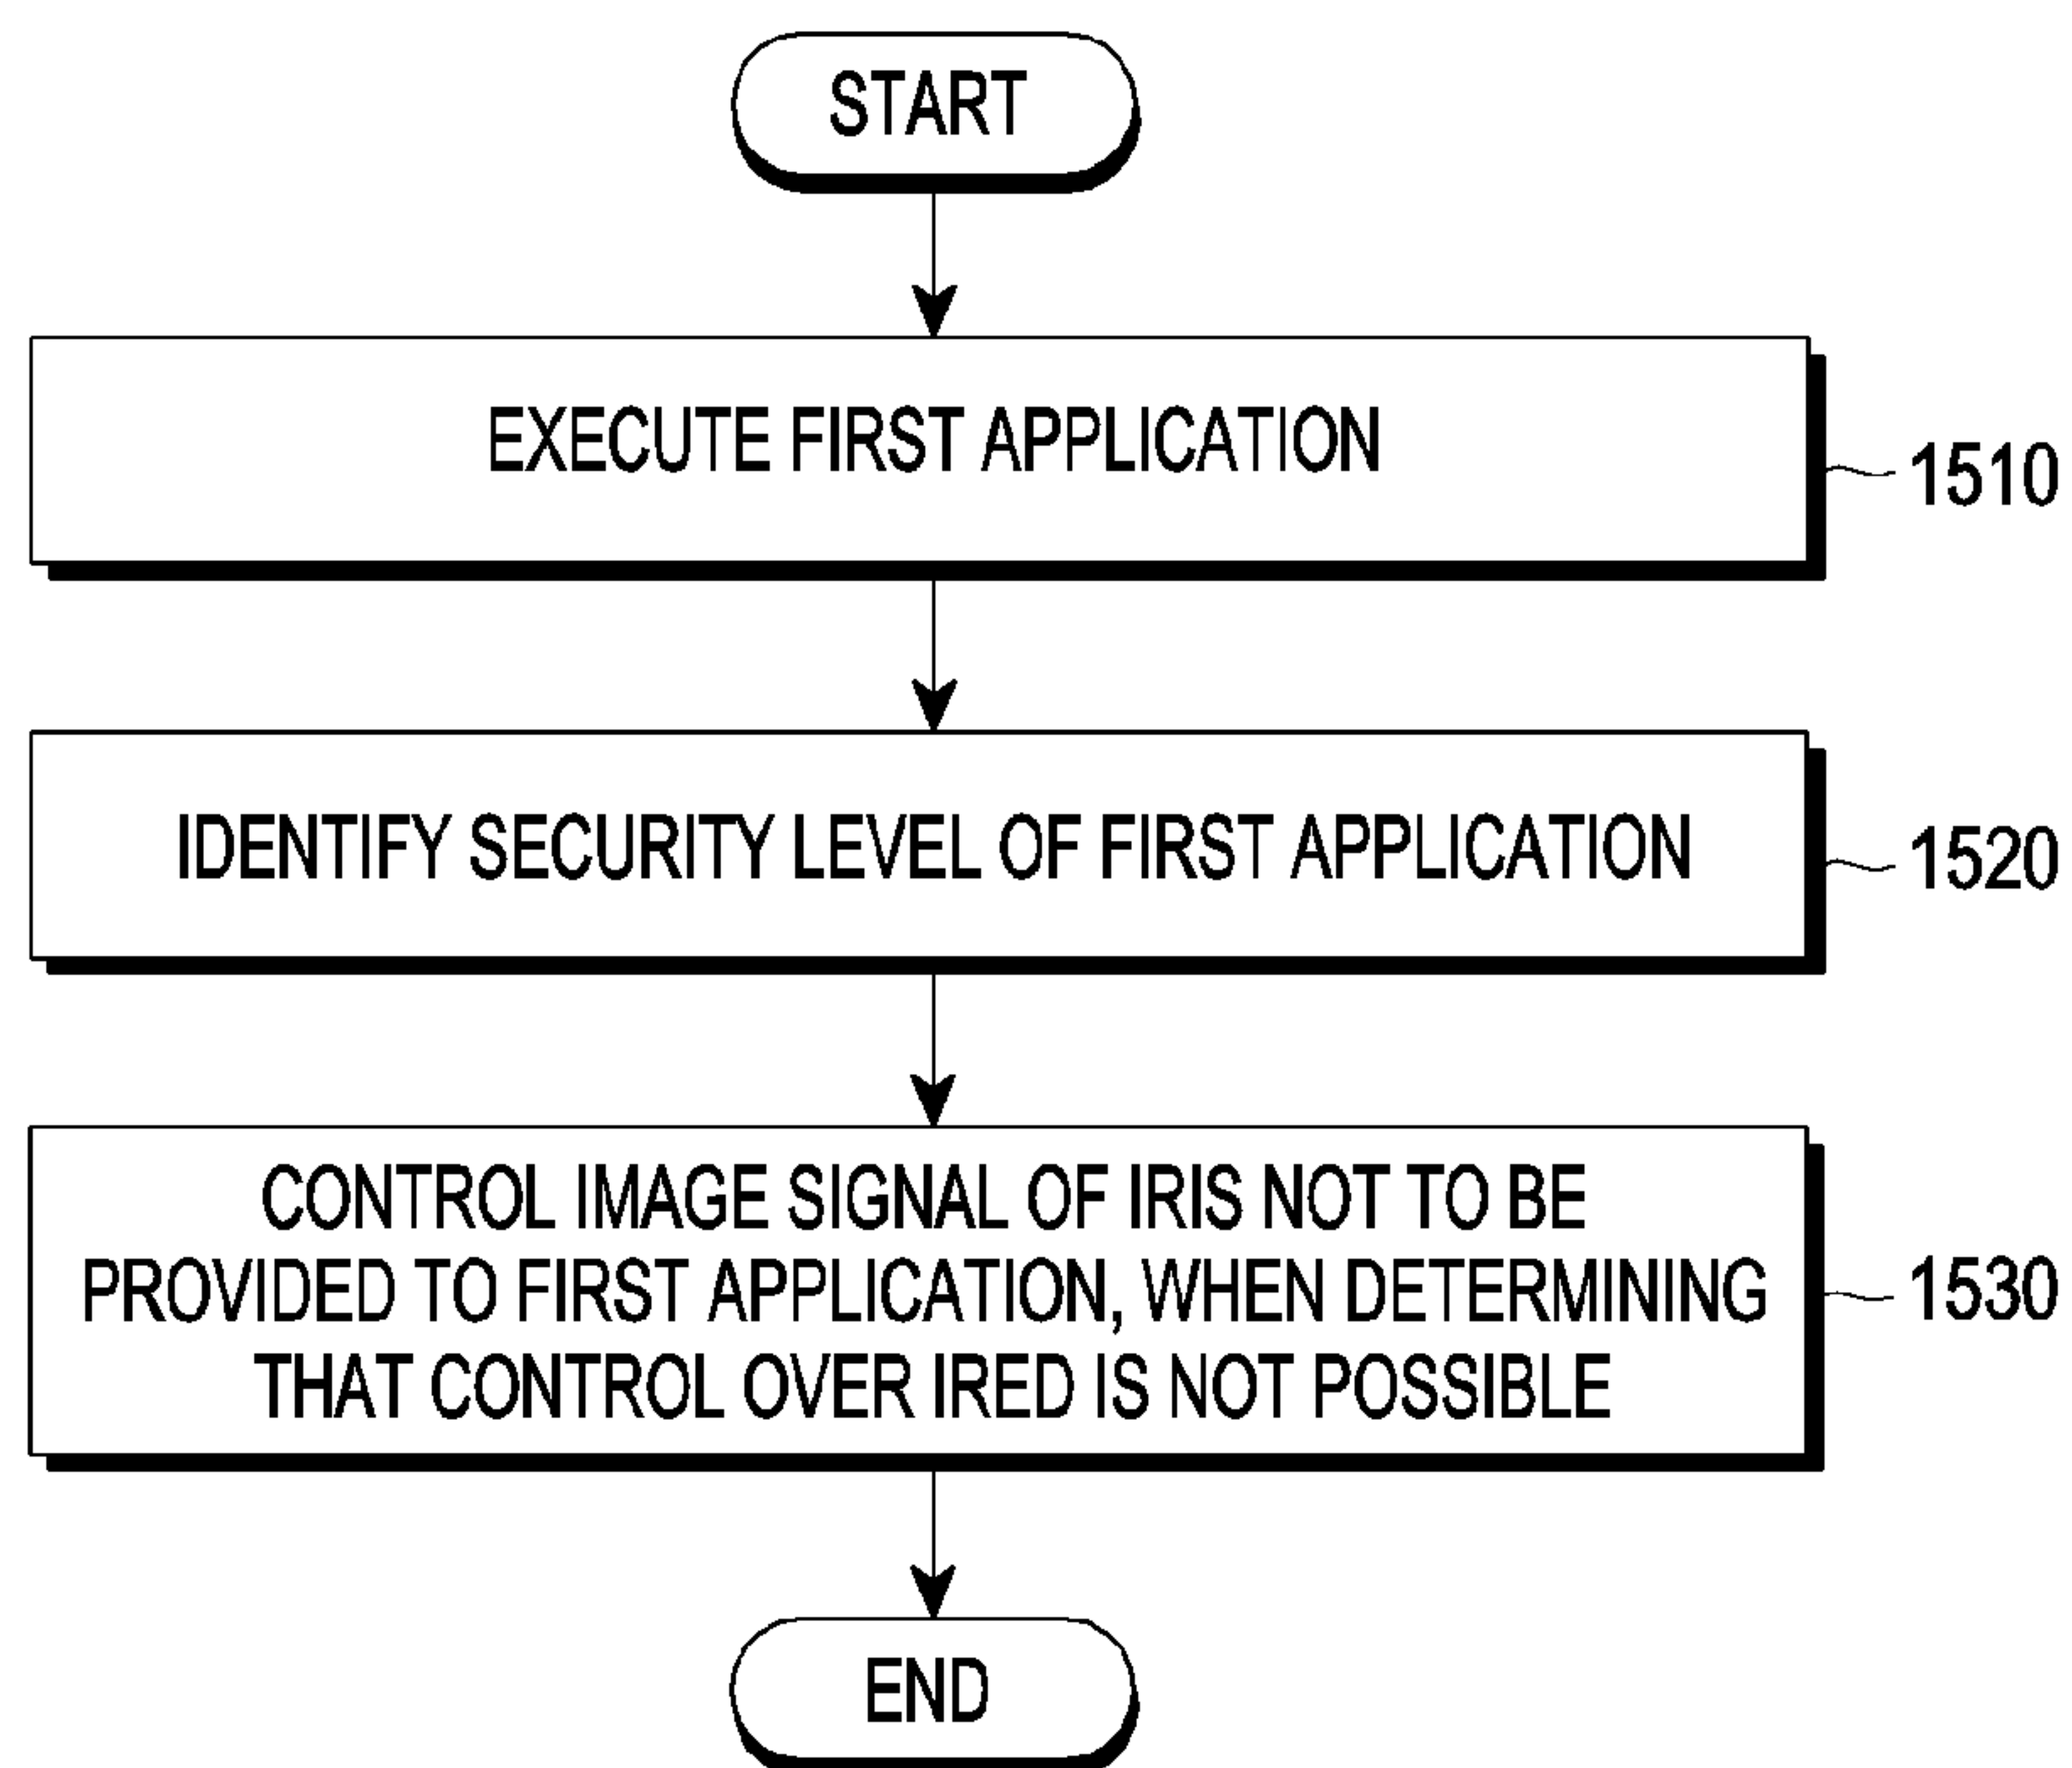 START
EXECUTE FIRST APPLICATION
1510
IDENTIFY SECURITY LEVEL OF FIRST APPLICATION
1520
CONTROL IMAGE SIGNAL OF IRIS NOT TO BE
PROVIDED TO FIRST APPLICATION, WHEN DETERMINING
THAT CONTROL OVER IRED IS NOT POSSIBLE
1530
END